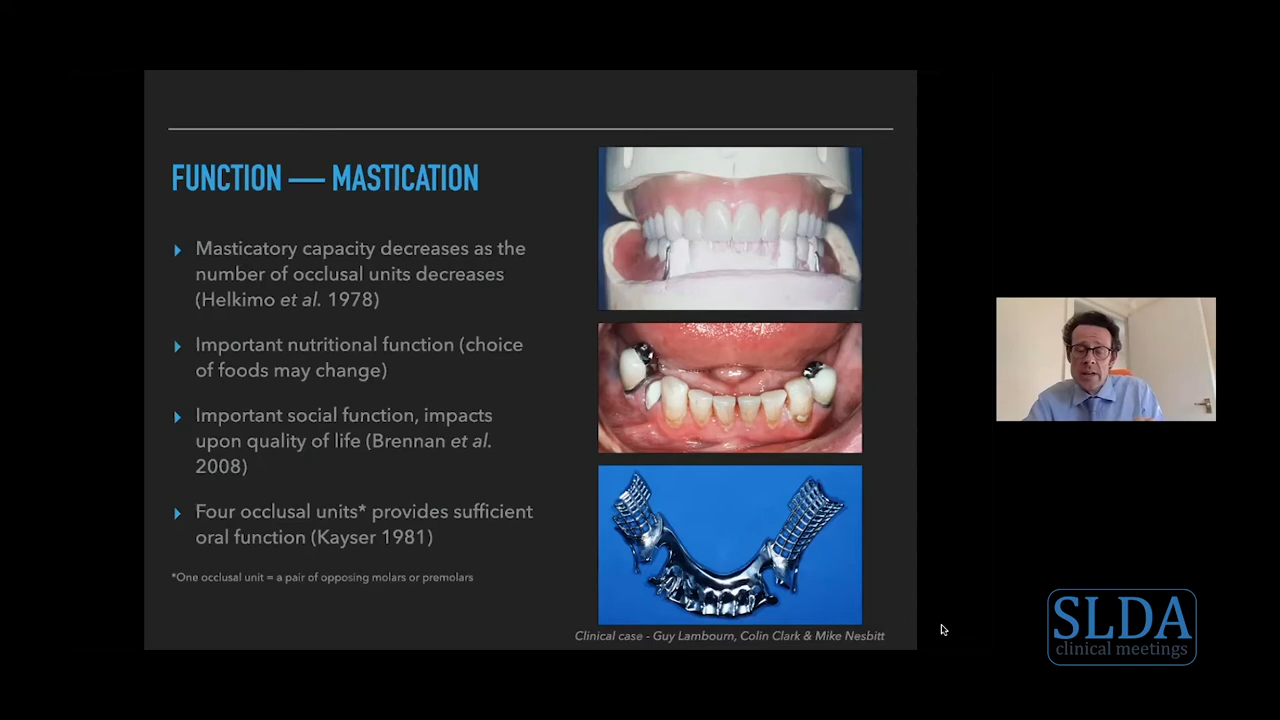 FUNCTION — MASTICATION
Masticatory capacity decreases as the
number of occlusal units decreases
(Helkimo et al. 1978)
Important nutritional function (choice
of foods may change)
Important social function, impacts
upon quality of life (Brennan et al.
2008)
Four occlusal units* provides sufficient
oral function (Kayser 1981)
*One occlusal unit = a pair of opposing molars or premolars
Clinical case - Guy Lambourn, Colin Clark & Mike Nesbitt
SLDA
clinical meetings